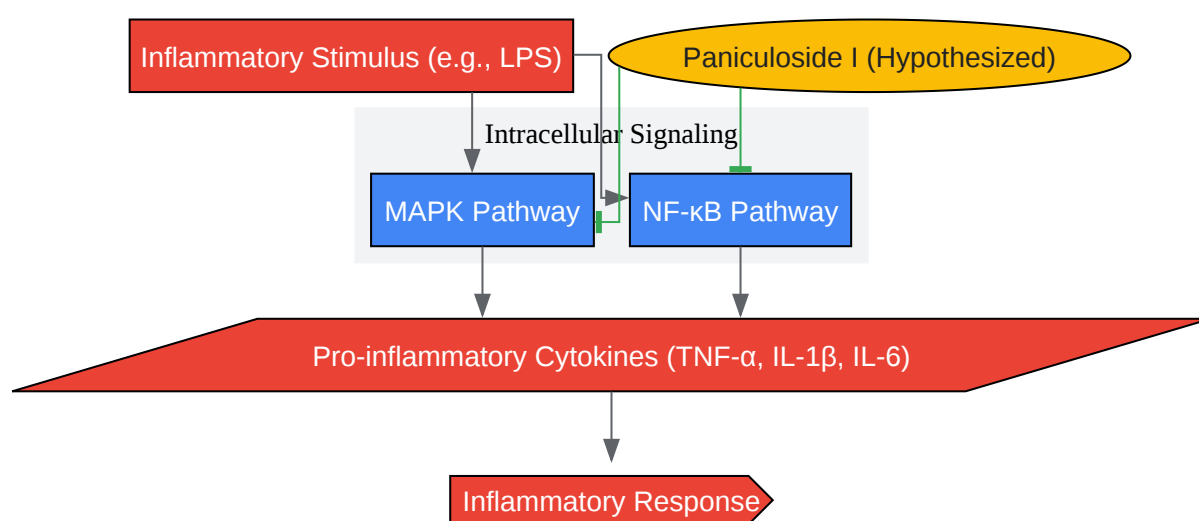 Inflammatory Stimulus (e.g., LPS)
Paniculoside I (Hypothesized)
Intracellular Signaling
MAPK Pathway
NF-κB Pathway
Pro-inflammatory Cytokines (TNF-α, IL-1β, IL-6)
Inflammatory Response